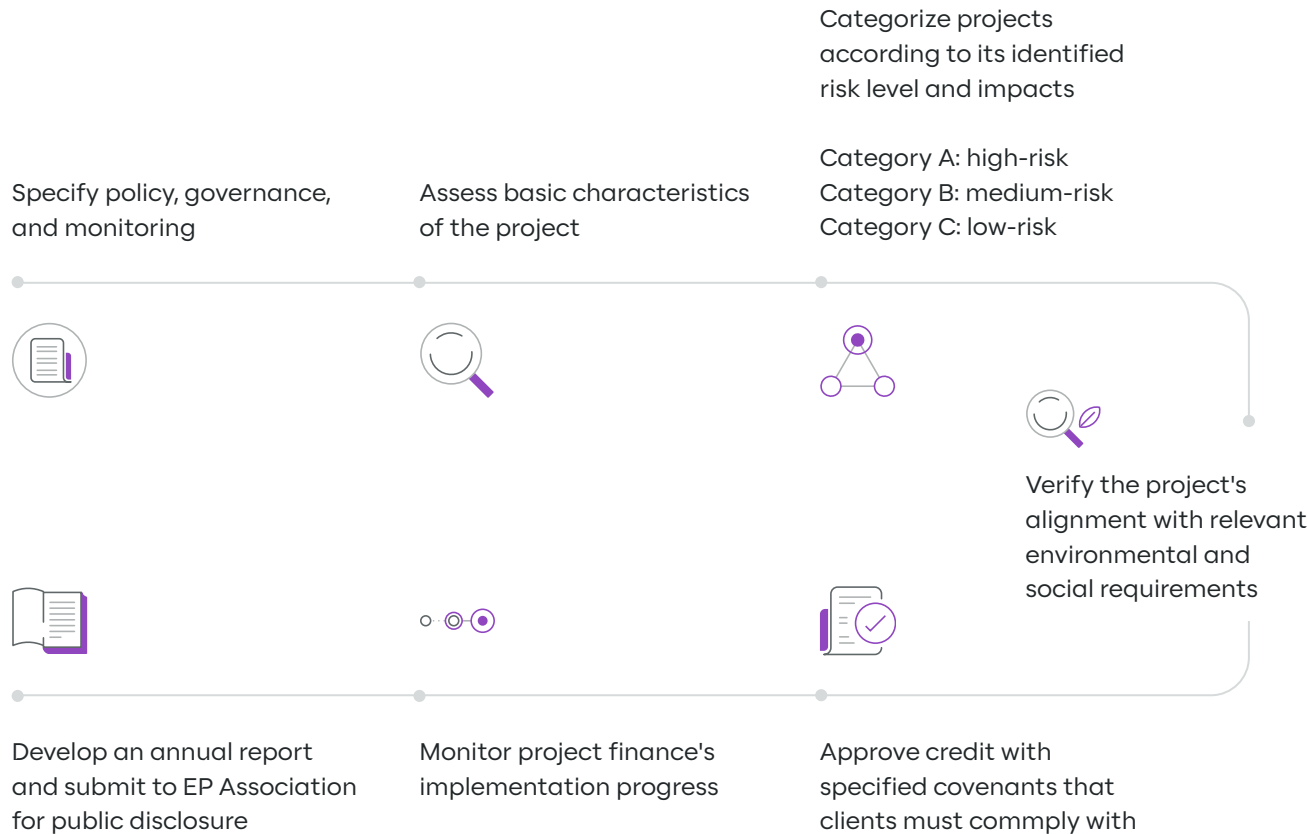 Specify policy, governance,
and monitoring
Assess basic characteristics
of the project
Categorize projects
according to its identified
risk level and impacts
Category A: high-risk
Category B: medium-risk
Category C: low-risk
Verify the project's
alignment with relevant
environmental and
social requirements
Approve credit with
specified covenants that
clients must commply with
Monitor project finance's
implementation progress
Develop an annual report
and submit to EP Association
for public disclosure